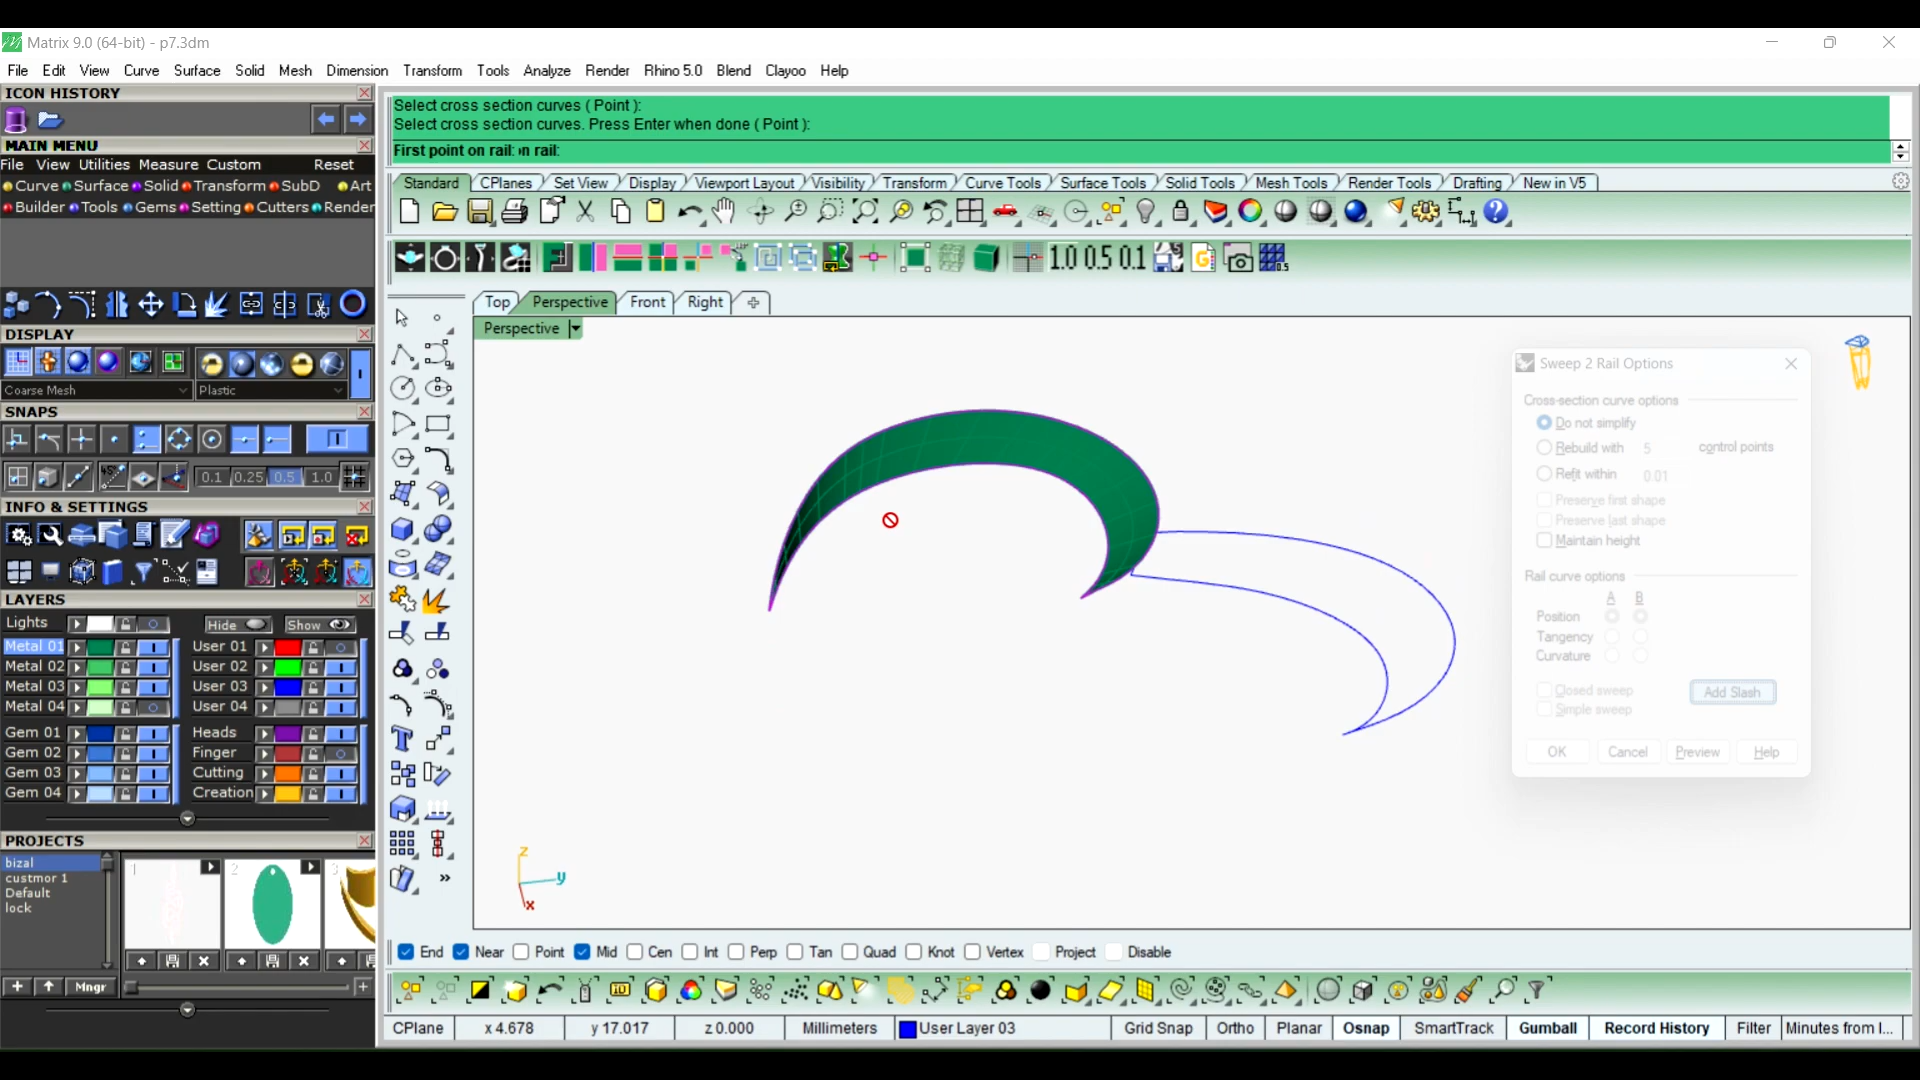 Matrix 9.0 (64-bit) - p7.3dm
File Edit View Curve Surface Solid Mesh Dimension Transform Tools Analyze Render Rhino 5.0 Blend Clayoo Help
ICON HISTORY
MAIN MENU
File View Utilities Measure Custom Reset
Curve Surface Solid Transform SubD Art
Builder Tools Gems Setting Cutters Render
DISPLAY
Coarse Mesh Plastic
SNAPS
0.1 0.25 0.5 1.0
INFO & SETTINGS
LAYERS
Lights Hide Show
Metal 01 User 01
Metal 02 User 02
Metal 03 User 03
Metal 04 User 04
Gem 01 Heads
Gem 02 Finger
Gem 03 Cutting
Gem 04 Creation
PROJECTS
bizal
custmor 1
Default
lock
1 2 3
Mngr
Select cross section curves ( Point ):
Select cross section curves. Press Enter when done ( Point ):
First point on rail: on rail:
Standard CPlanes Set View Display Viewport Layout Visibility Transform Curve Tools Surface Tools Solid Tools Mesh Tools Render Tools Drafting New in V5
1.0 0.5 0.1
Top Perspective Front Right
Perspective
Sweep 2 Rail Options
Cross-section curve options
Do not simplify
Rebuild with 5 control points
Refit within 0.01
Preserve first shape
Preserve last shape
Maintain height
Rail curve options
A B
Position
Tangency
Curvature
Closed sweep Add Slash
Simple sweep
OK Cancel Preview Help
z
y
x
End Near Point Mid Cen Int Perp Tan Quad Knot Vertex Project Disable
CPlane x 4.678 y 17.017 z 0.000 Millimeters User Layer 03 Grid Snap Ortho Planar Osnap SmartTrack Gumball Record History Filter Minutes from l...